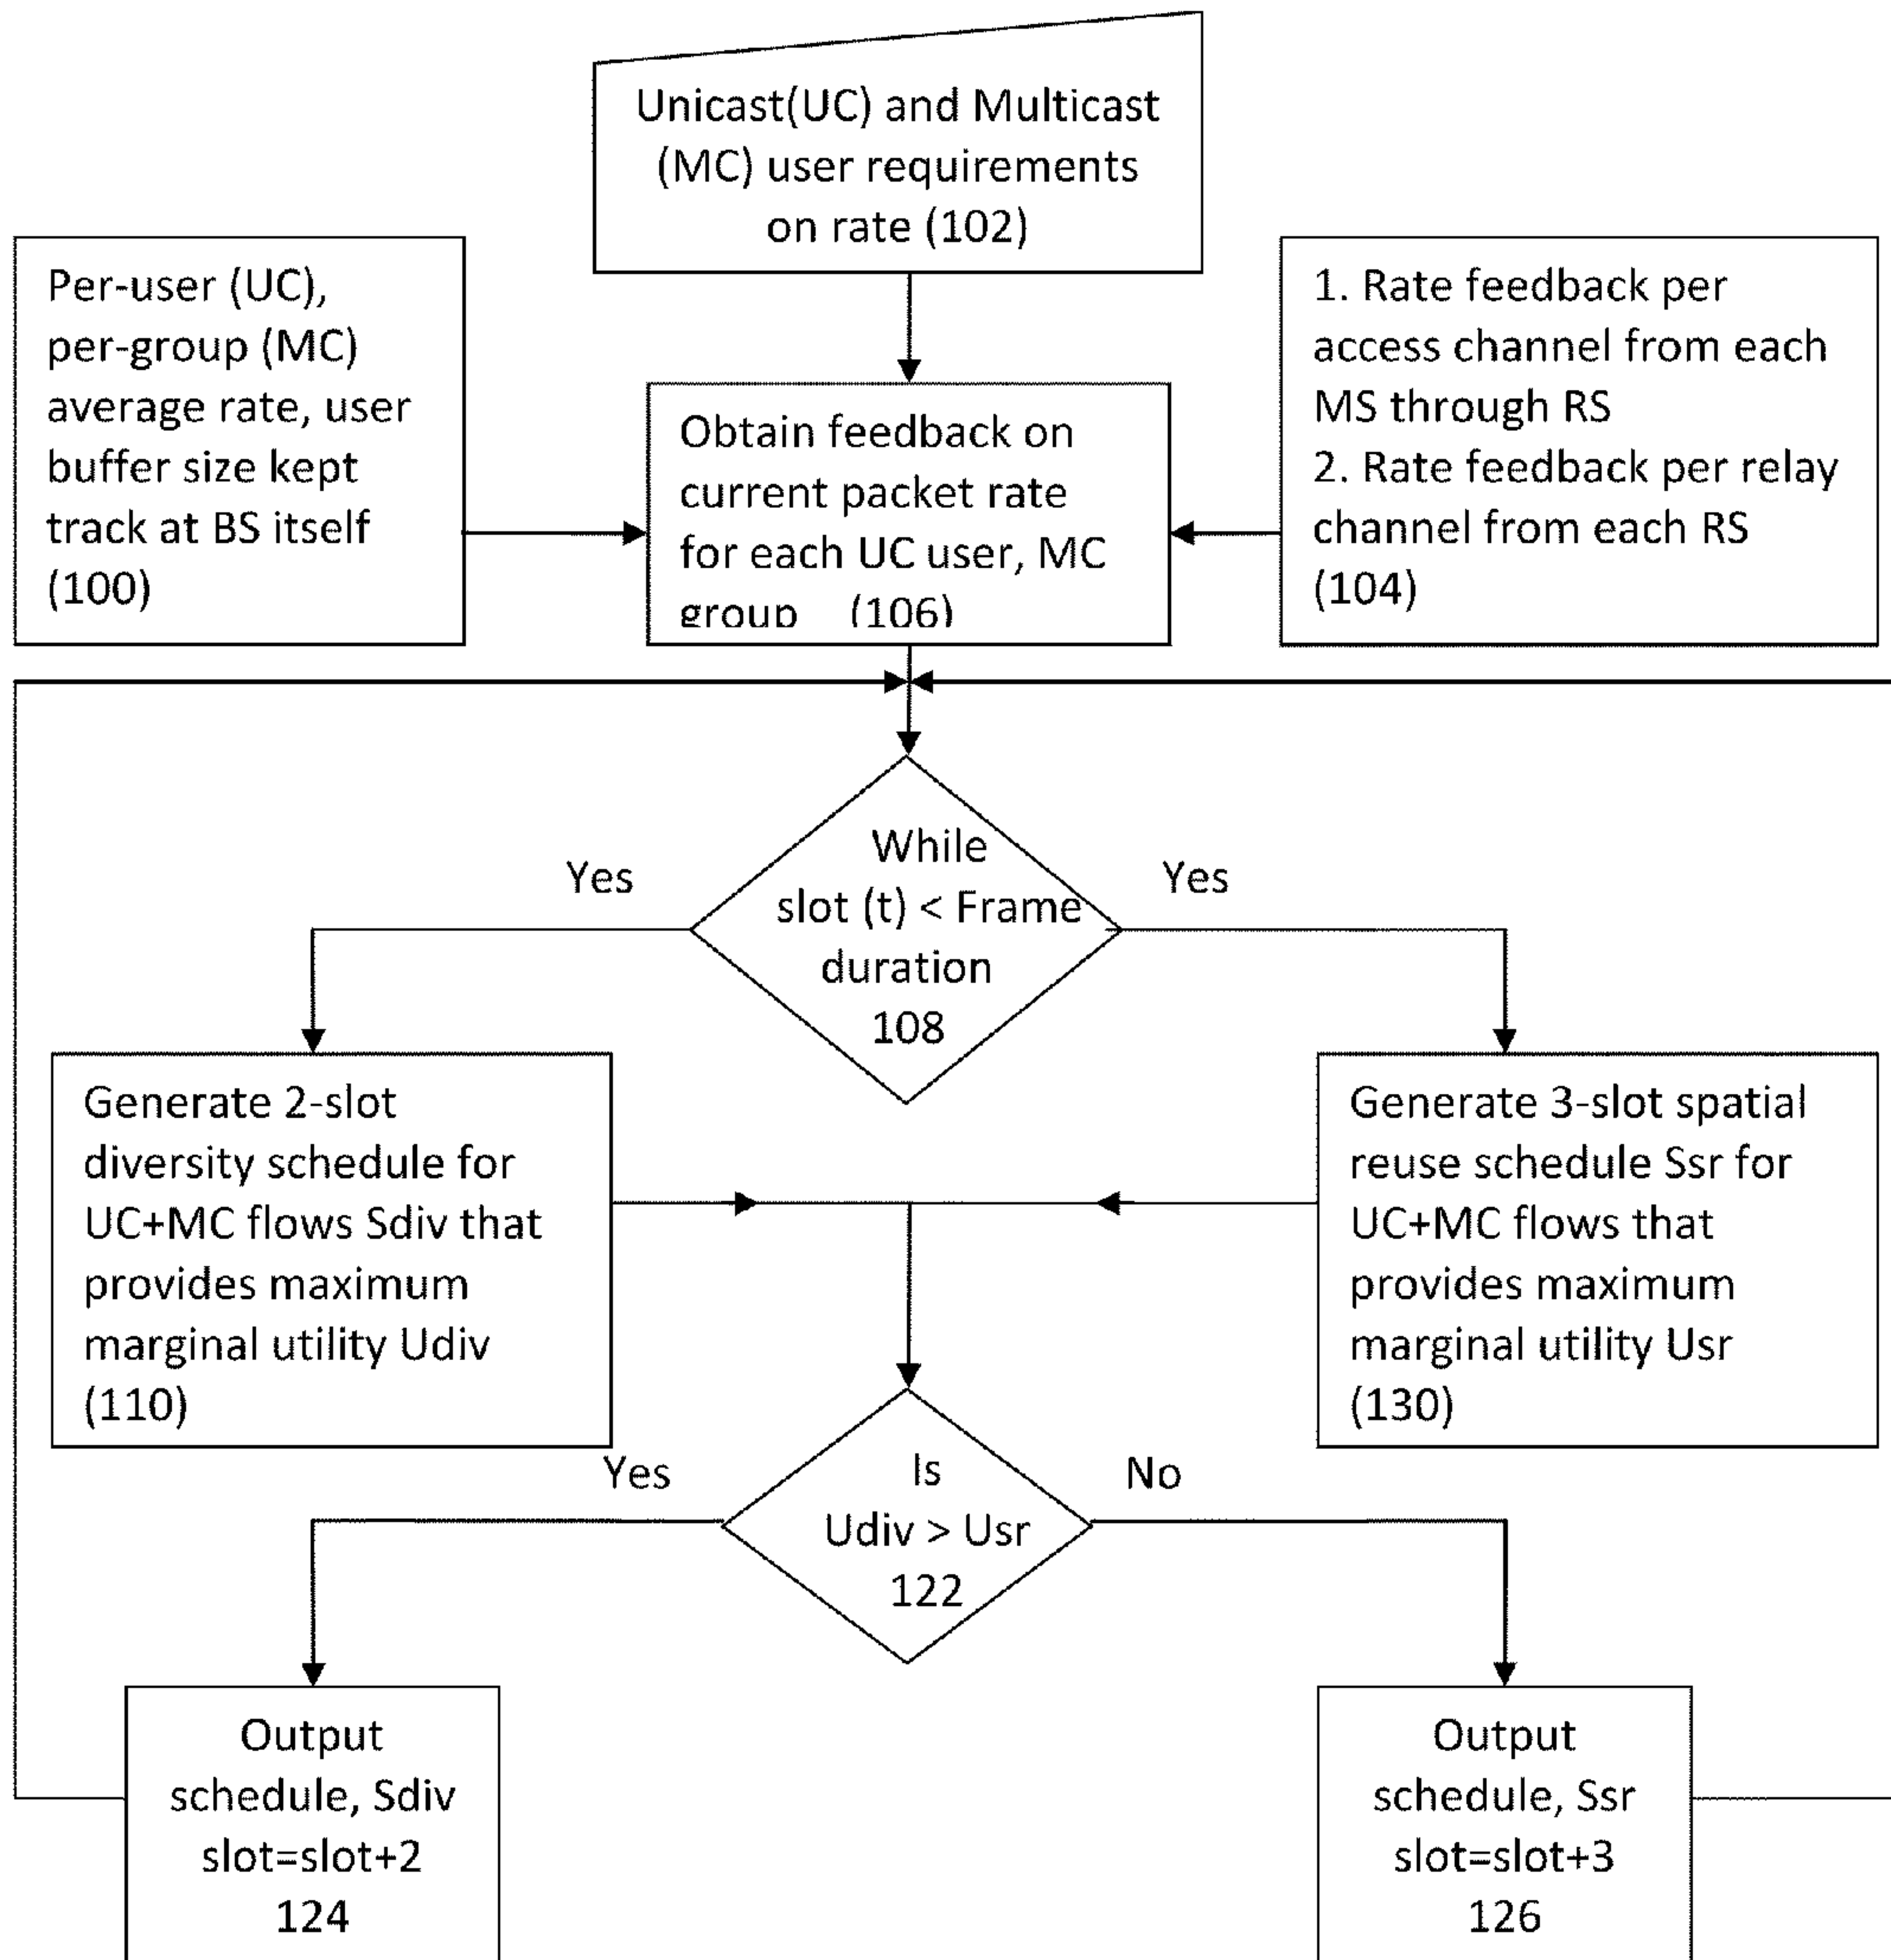 Unicast(UC) and Multicast
(MC) user requirements
on rate (102)
Per-user (UC),
per-group (MC)
average rate, user
buffer size kept
track at BS itself
(100)
1. Rate feedback per
access channel from each
MS through RS
2. Rate feedback per relay
channel from each RS
(104)
Obtain feedback on
current packet rate
for each UC user, MC
group (106)
While
slot (t) < Frame
duration
108
Yes
Yes
Generate 2-slot
diversity schedule for
UC+MC flows Sdiv that
provides maximum
marginal utility Udiv
(110)
Generate 3-slot spatial
reuse schedule Ssr for
UC+MC flows that
provides maximum
marginal utility Usr
(130)
Is
Udiv > Usr
122
Yes
No
Output
schedule, Sdiv
slot=slot+2
124
Output
schedule, Ssr
slot=slot+3
126